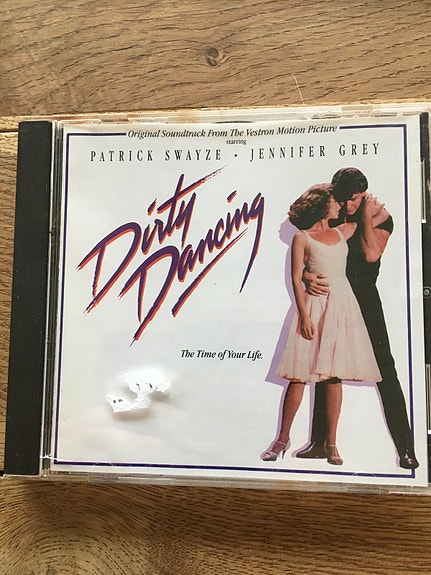 Original Soundtrack From The Vestron Motion Picture
starring
PATRICK SWAYZE • JENNIFER GREY
Dirty
Dancing
The Time of Your Life.